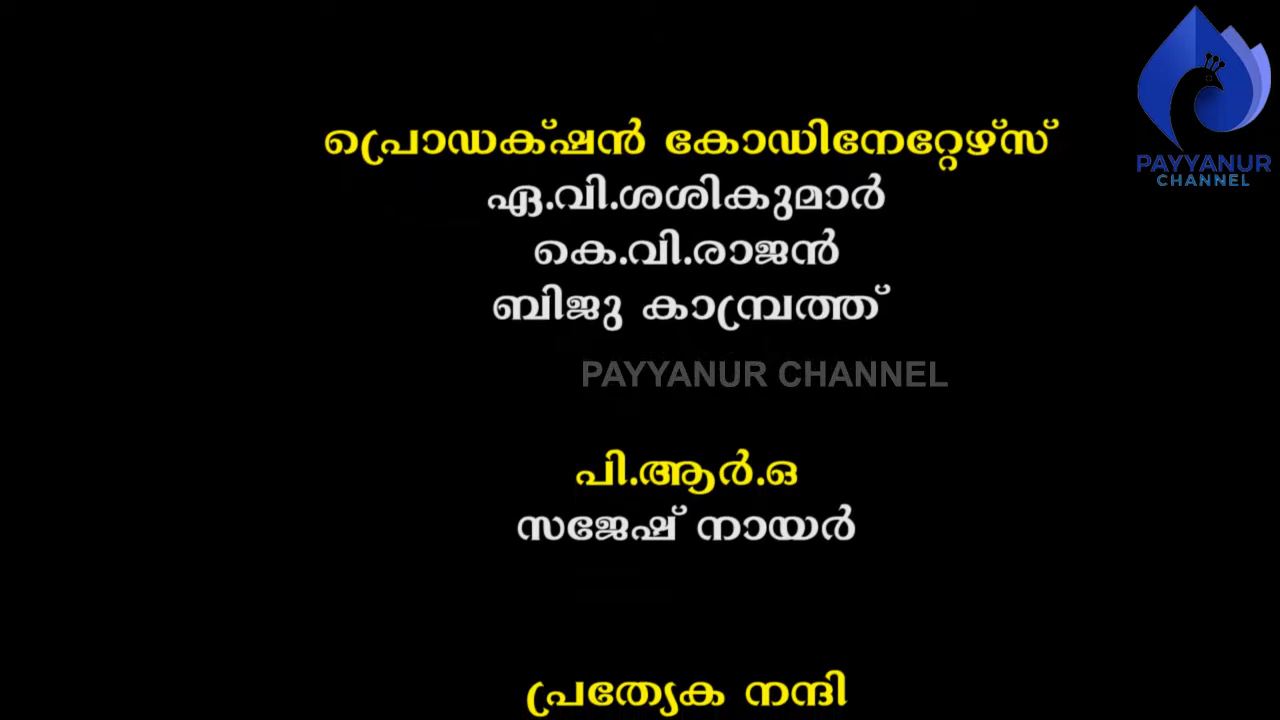 പ്രൊഡക്ഷൻ കോഡിനേറ്റേഴ്സ്
ഏ.വി.ശശികുമാർ
കെ.വി.രാജൻ
ബിജു കാമ്പ്രത്ത്
PAYYANUR CHANNEL
പി.ആർ.ഒ
സജേഷ് നായർ
പ്രത്യേക നന്ദി
PAYYANUR
CHANNEL